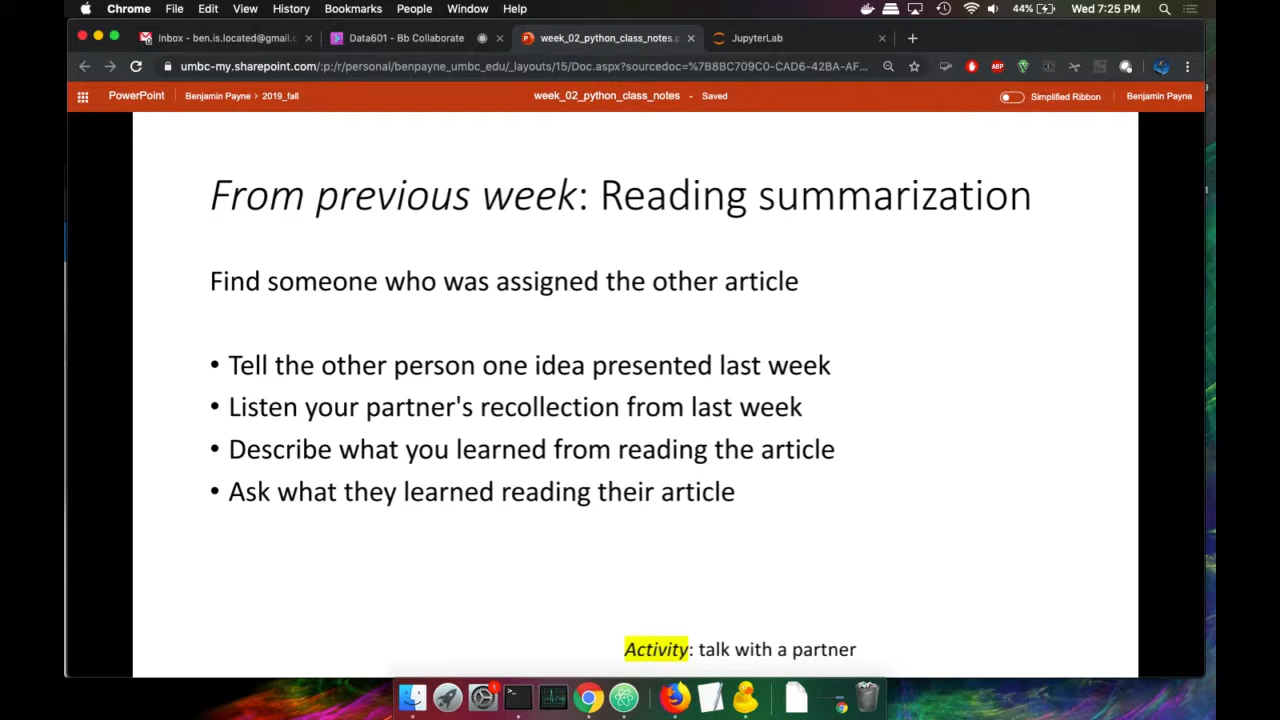 Chrome File Edit View History Bookmarks People Window Help 44% Wed 7:25 PM
Inbox - ben.is.located@gmail.c Data601 - Bb Collaborate week_02_python_class_notes.p JupyterLab
umbc-my.sharepoint.com/:p:/r/personal/benpayne_umbc_edu/_layouts/15/Doc.aspx?sourcedoc=%7B8BC709C0-CAD6-42BA-AF... ABP
PowerPoint Benjamin Payne > 2019_fall week_02_python_class_notes - Saved Simplified Ribbon Benjamin Payne
From previous week: Reading summarization
Find someone who was assigned the other article
• Tell the other person one idea presented last week
• Listen your partner's recollection from last week
• Describe what you learned from reading the article
• Ask what they learned reading their article
Activity: talk with a partner
1